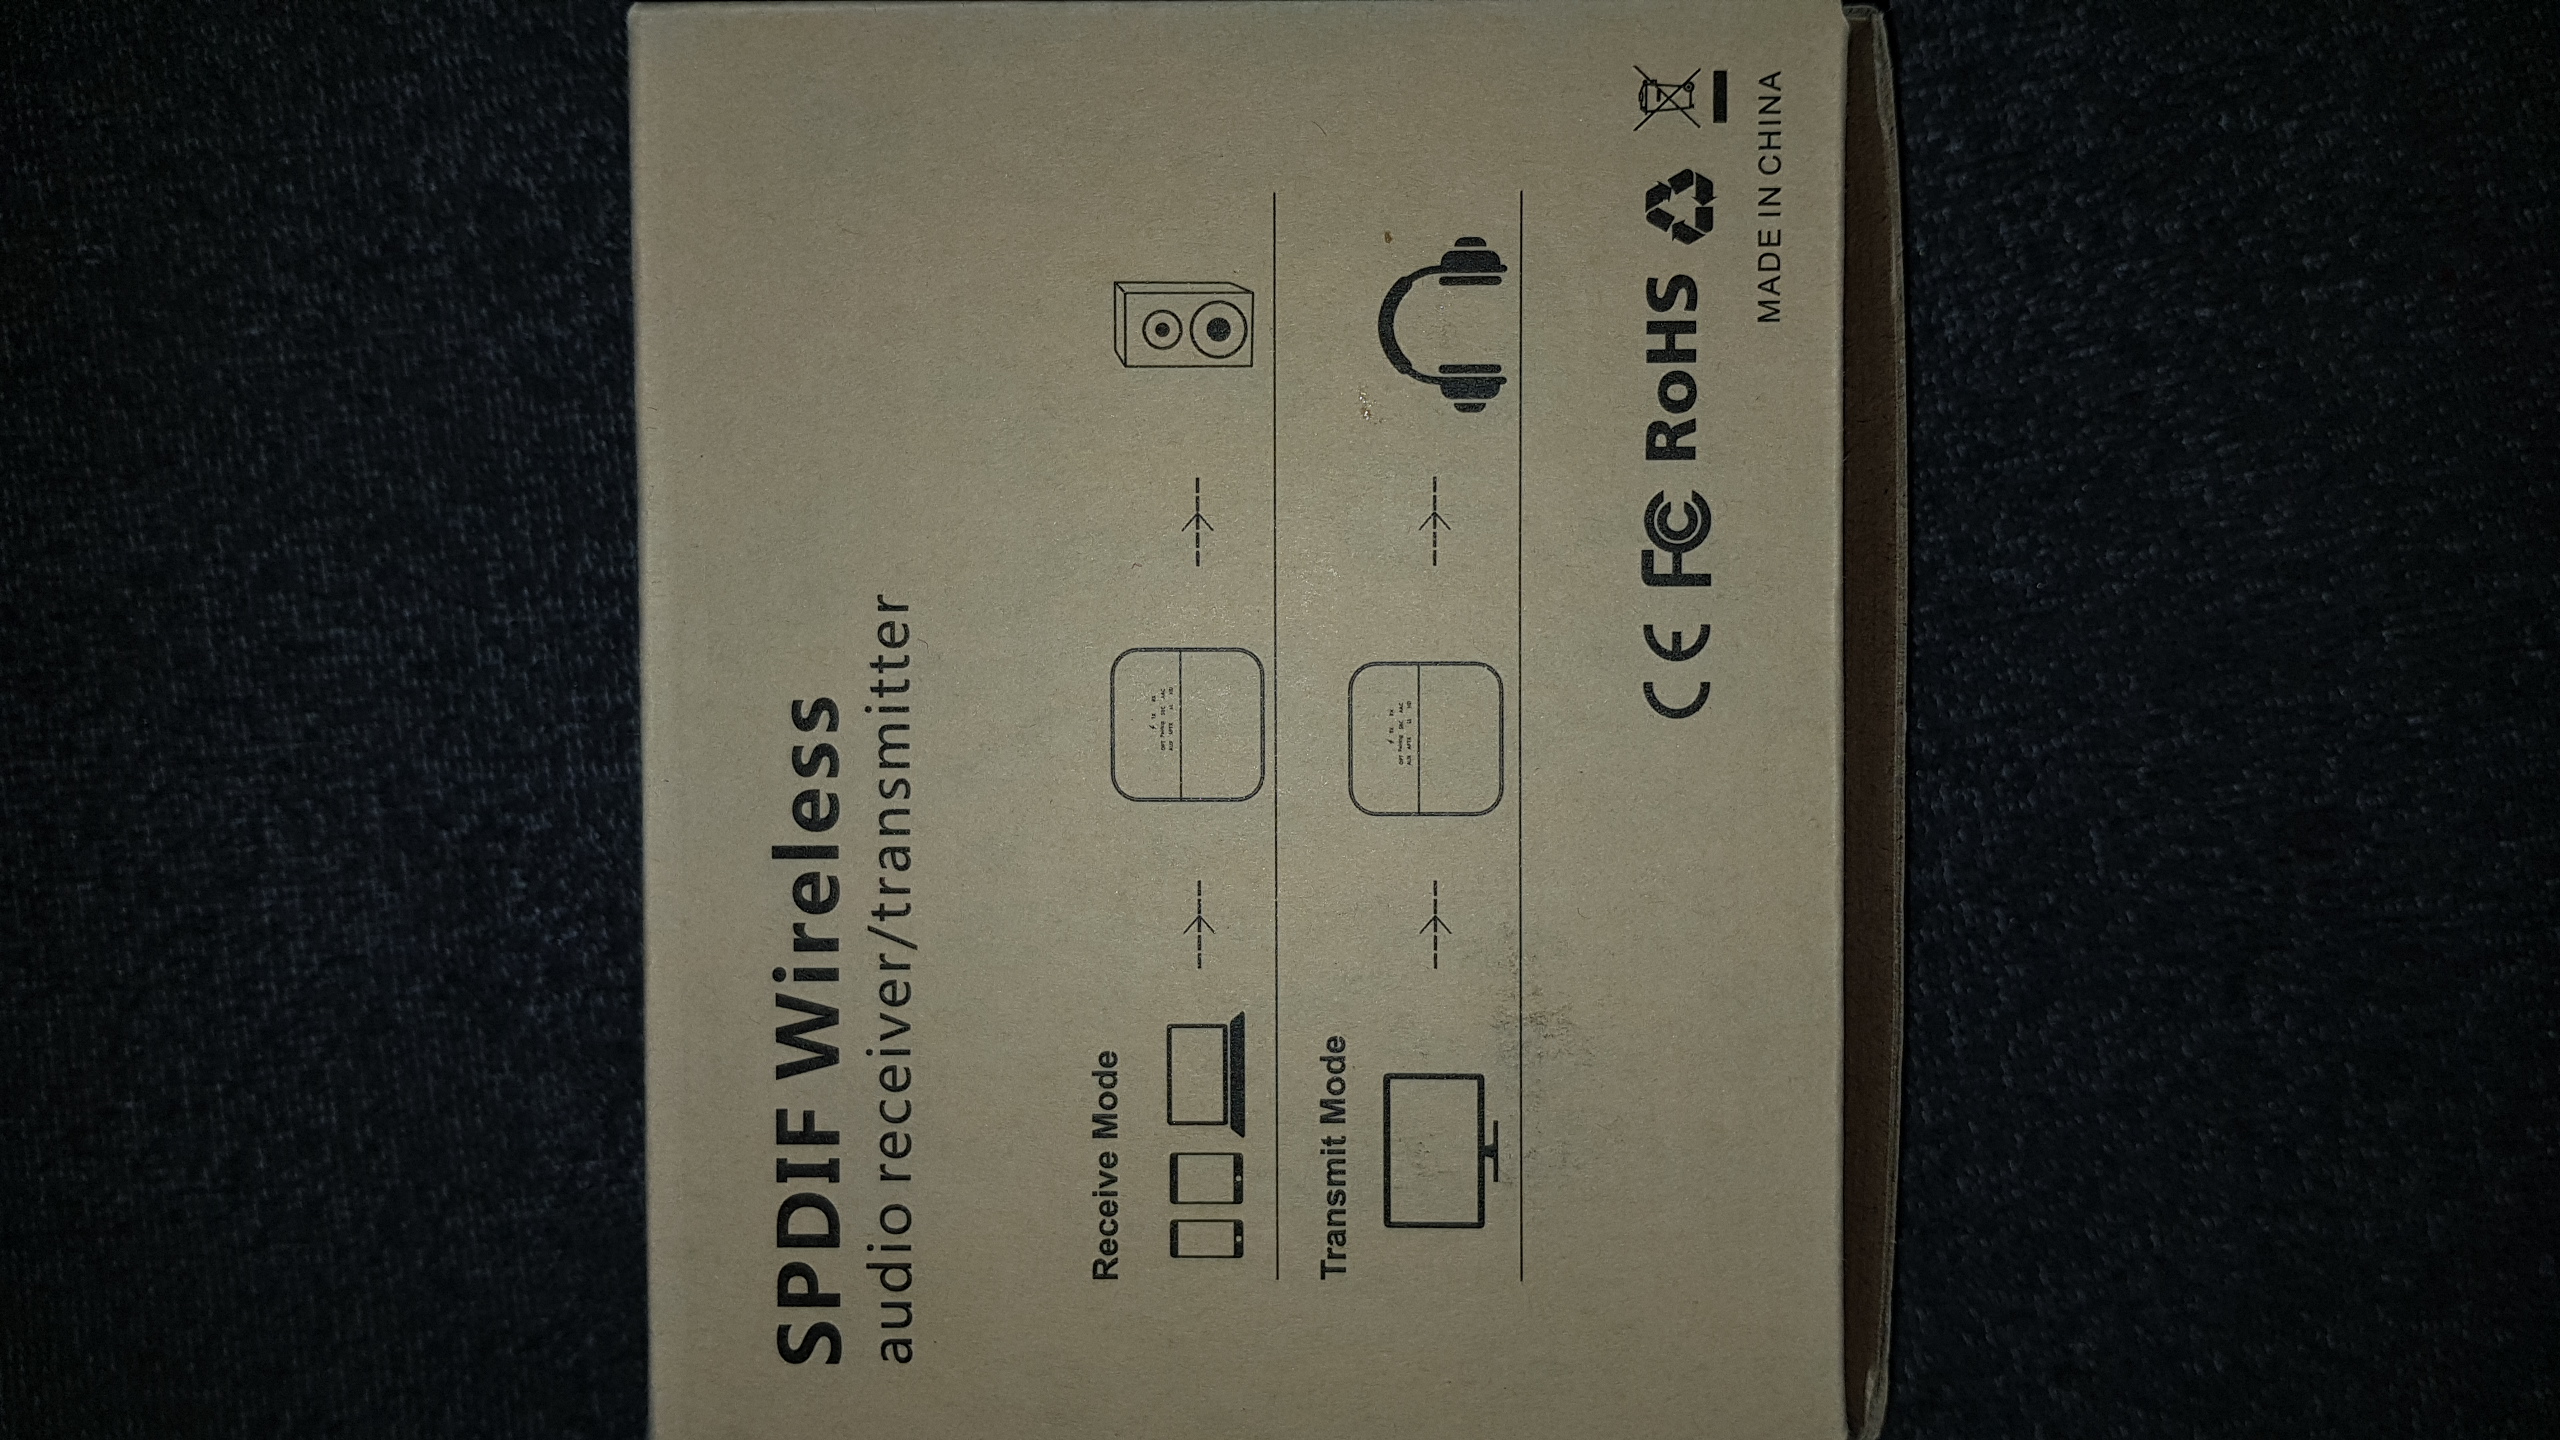 SPDIF Wireless
audio receiver/transmitter
Receive Mode
Transmit Mode
CE FC RoHS
MADE IN CHINA